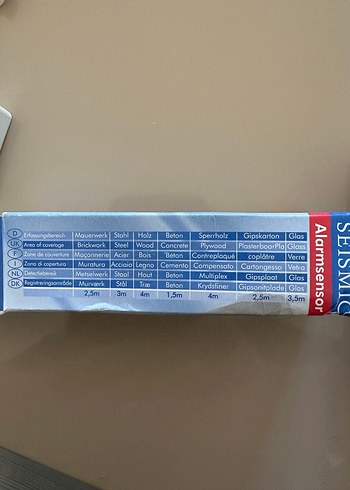 D Erfassungsbereich Mauerwerk Stahl Holz Beton Sperrholz Gipskarton Glas
UK Area of coverage Brickwork Steel Wood Concrete Plywood PlasterboarPla Glass
F Zone de couverture Maçonnerie Acier Bois Béton Contreplaqué coplâtre Verre
I Zona di copertura Muratura Acciaio Legno Cemento Compensato Cartongesso Vetro
NL Detectiebereik Metselwerk Staal Hout Beton Multiplex Gipsplaat Glas
DK Registreringsområde Murværk Stål Træ Beton Krydsfiner Gipsonitplade Glas
2,5m 3m 4m 1,5m 4m 2,5m 3,5m
Alarmsensor
SEISMIC